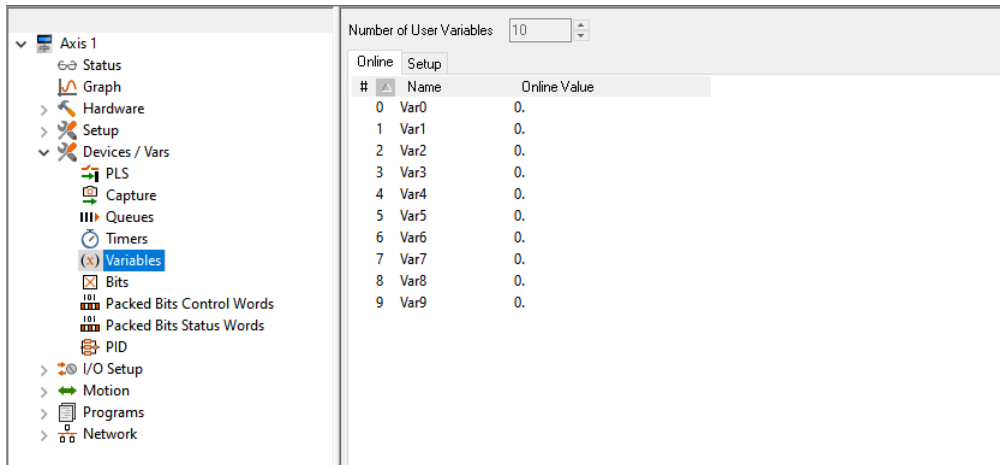 Axis 1
Status
Graph
Hardware
Setup
Devices / Vars
PLS
Capture
Queues
Timers
(x) Variables
Bits
101 Packed Bits Control Words
101 Packed Bits Status Words
PID
I/O Setup
Motion
Programs
Network
Number of User Variables 10
Online Setup
# Name Online Value
0 Var0 0.
1 Var1 0.
2 Var2 0.
3 Var3 0.
4 Var4 0.
5 Var5 0.
6 Var6 0.
7 Var7 0.
8 Var8 0.
9 Var9 0.